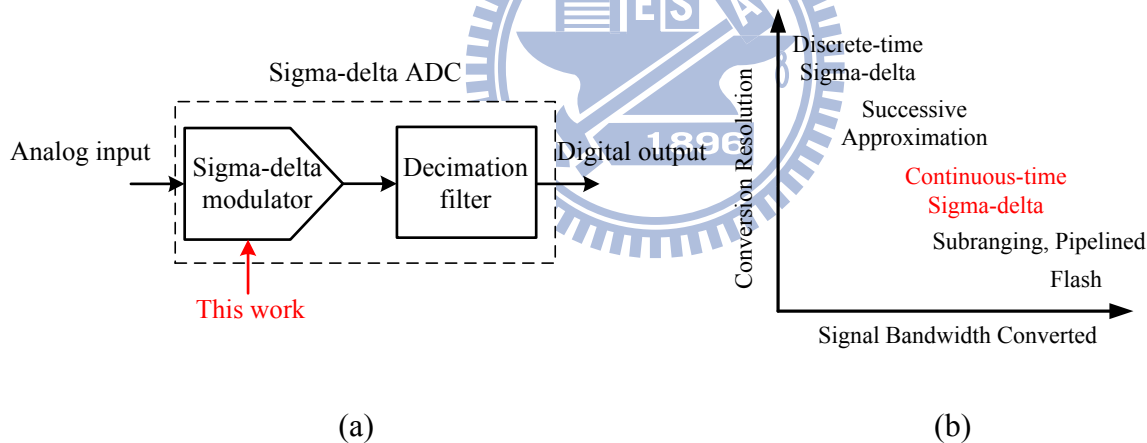 Sigma-delta ADC
Analog input
Sigma-delta
modulator
Decimation
filter
Digital output
This work
(a)
E S A
1896
Conversion Resolution
Discrete-time
Sigma-delta
Successive
Approximation
Continuous-time
Sigma-delta
Subranging, Pipelined
Flash
Signal Bandwidth Converted
(b)